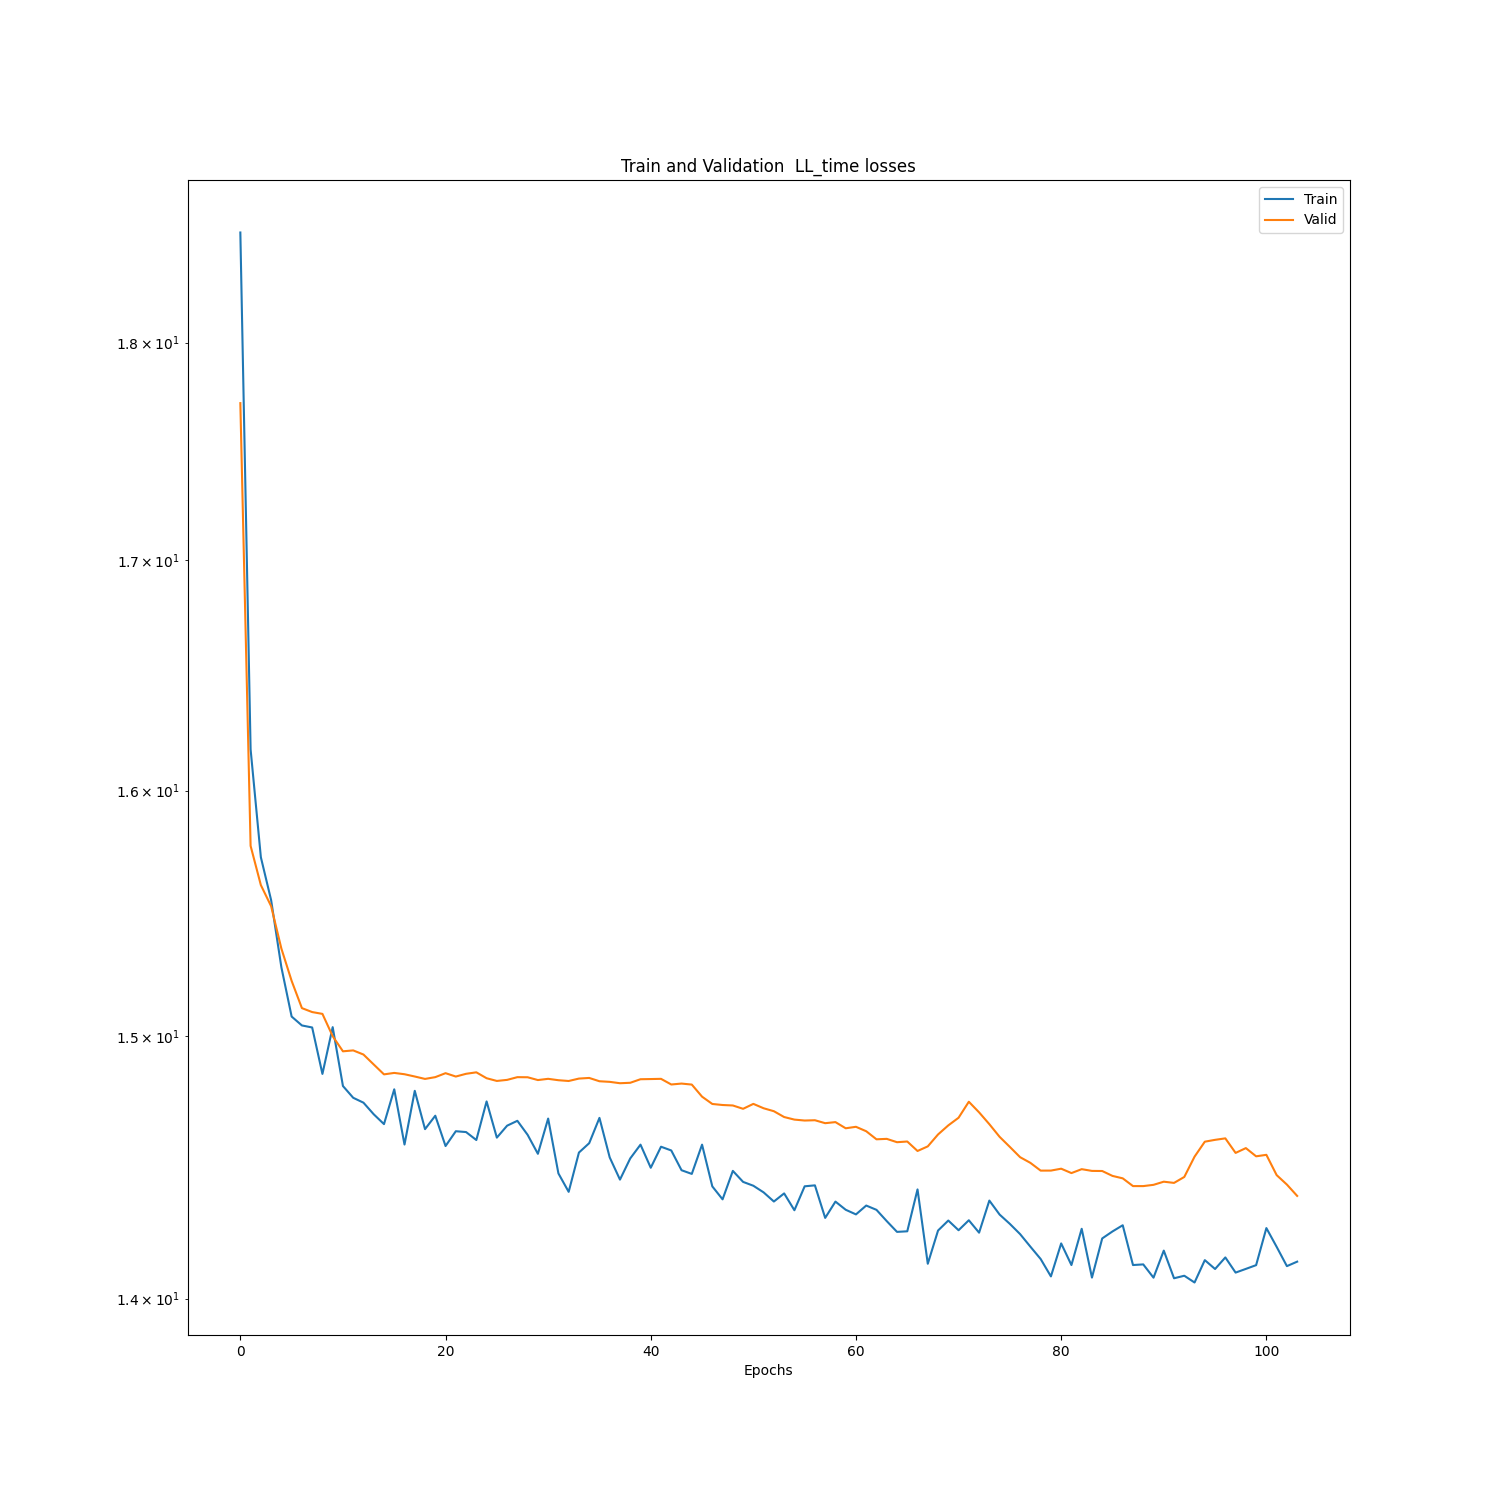 Train and Validation  LL_time losses
Train
Valid
1.8 × 10¹
1.7 × 10¹
1.6 × 10¹
1.5 × 10¹
1.4 × 10¹
0 20 40 60 80 100
Epochs